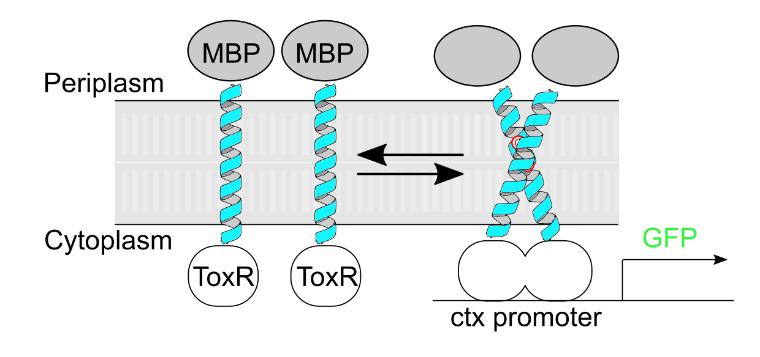 MBP
MBP
Periplasm
Cytoplasm
ToxR
ToxR
GFP
ctx promoter